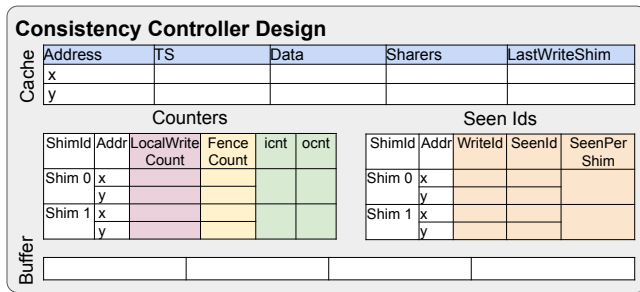 Consistency Controller Design
Cache
Address TS Data Sharers LastWriteShim
x
y
Counters
ShimId Addr LocalWrite Count Fence Count icnt ocnt
Shim 0 x
y
Shim 1 x
y
Seen Ids
ShimId Addr WriteId SeenId SeenPer Shim
Shim 0 x
y
Shim 1 x
y
Buffer